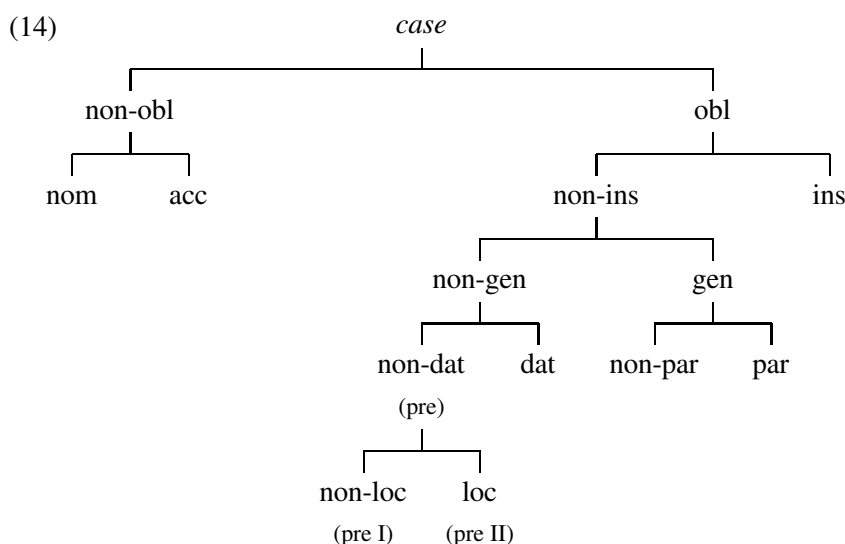 (14) case
non-obl obl
nom acc non-ins ins
non-gen gen
non-dat dat non-par par
(pre)
non-loc loc
(pre I) (pre II)